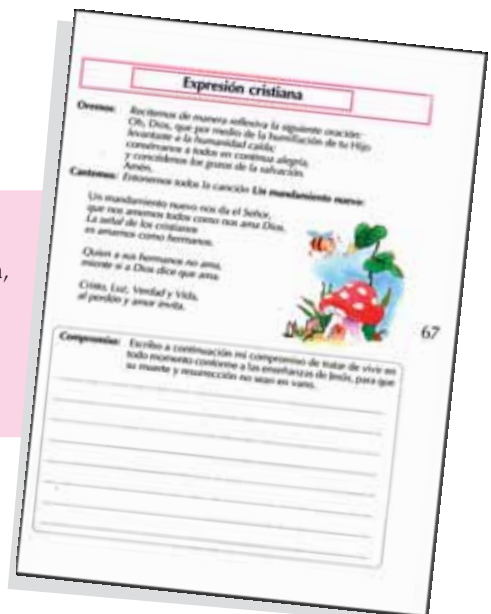 Expresión cristiana
Oremos: Recitemos de manera reflexiva la siguiente oración:
Oh, Dios, que por medio de la humillación de tu Hijo
levantaste a la humanidad caída;
consérvanos a todos en continua alegría,
y concédenos los gozos de la salvación.
Amén.
Cantemos: Entonemos todos la canción Un mandamiento nuevo:
Un mandamiento nuevo nos da el Señor,
que nos amemos todos como nos ama Dios.
La señal de los cristianos
es amarnos como hermanos.
Quien a sus hermanos no ama,
miente si a Dios dice que ama.
Cristo, Luz, Verdad y Vida,
al perdón y amor invita.
67
Compromiso: Escribo a continuación mi compromiso de tratar de vivir en
todo momento conforme a las enseñanzas de Jesús, para que
su muerte y resurrección no sean en vano.